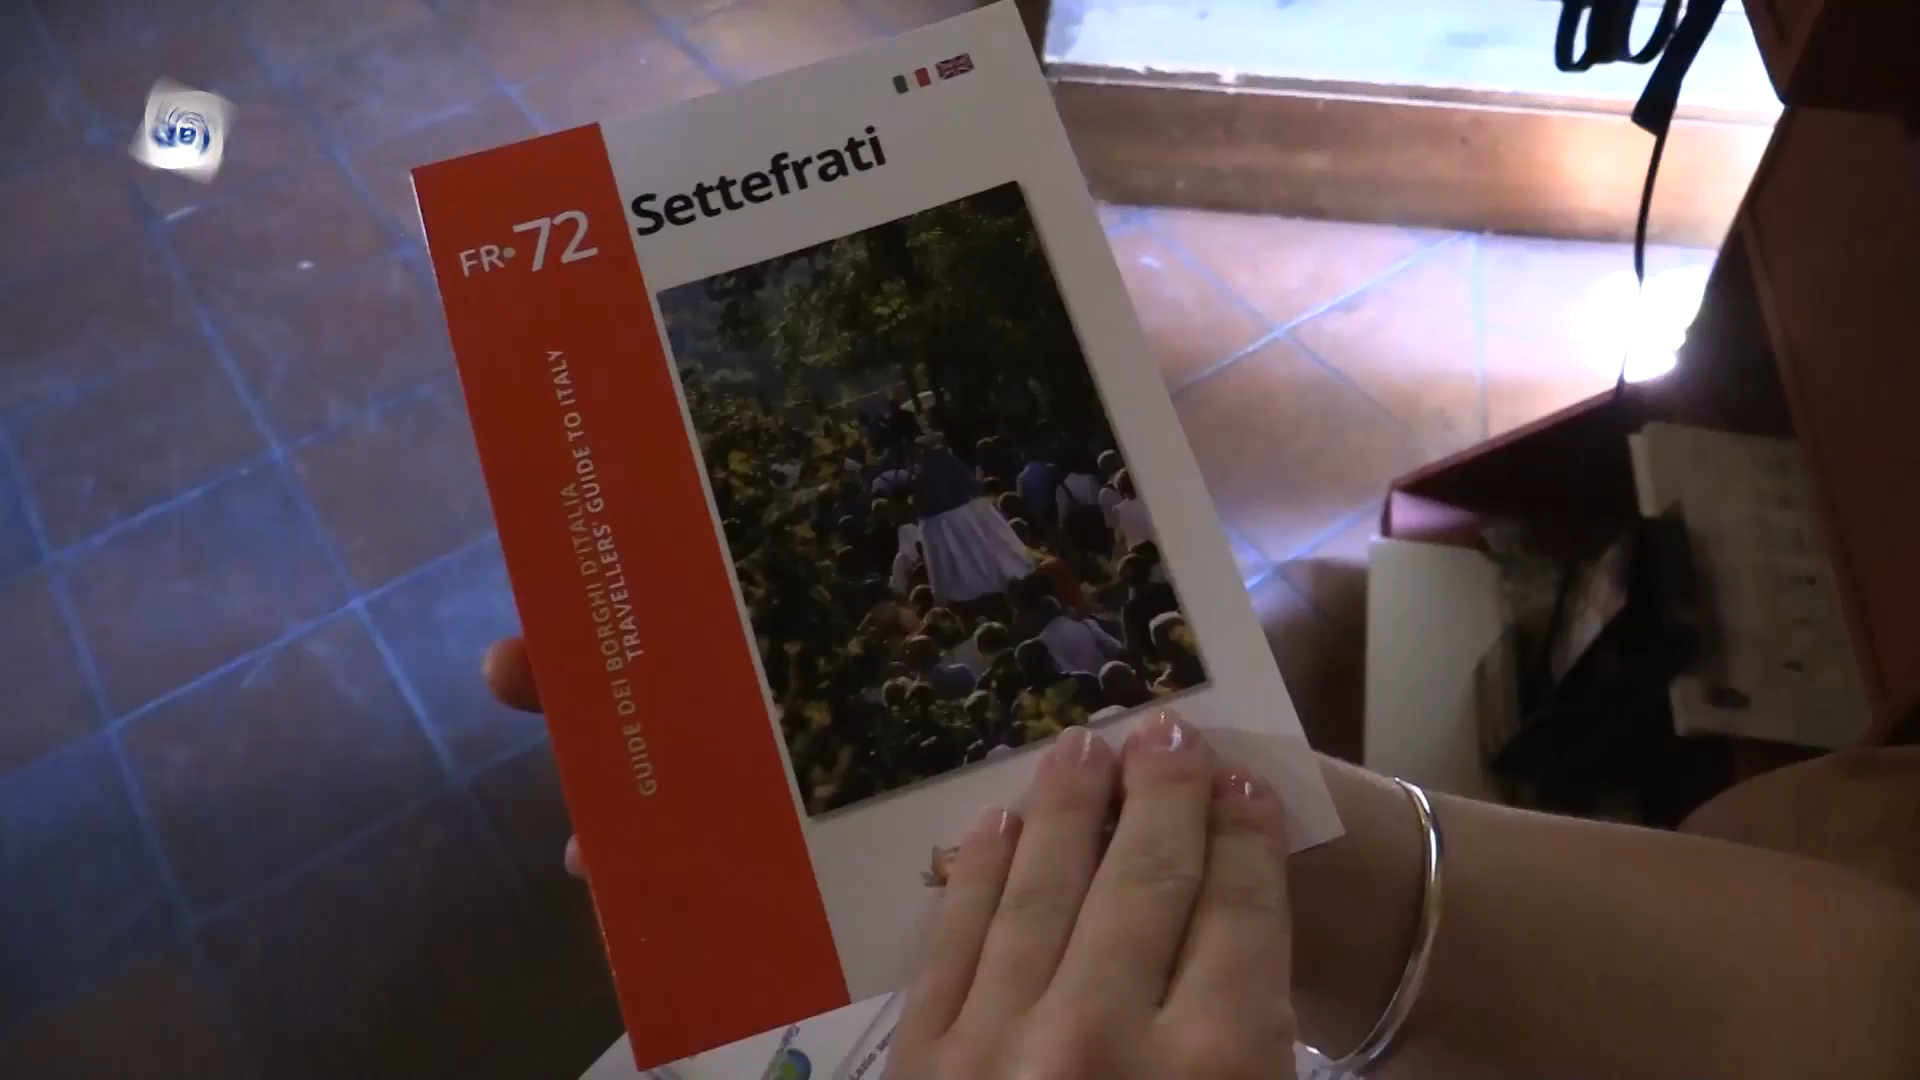 Settefrati
FR•72
GUIDE DEI BORGHI D'ITALIA
TRAVELLERS' GUIDE TO ITALY